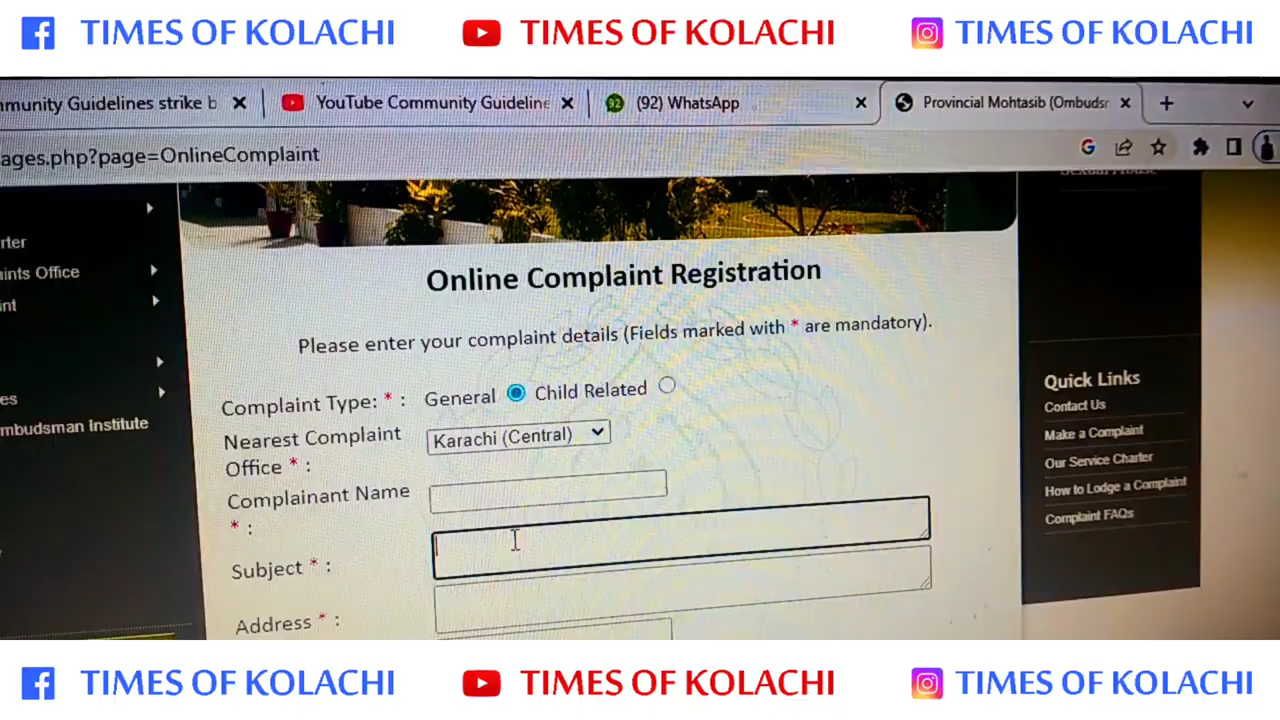 TIMES OF KOLACHI TIMES OF KOLACHI TIMES OF KOLACHI
mmunity Guidelines strike b YouTube Community Guideline (92) WhatsApp Provincial Mohtasib (Ombudsr
ages.php?page=OnlineComplaint
rter
aints Office
int
es
mbudsman Institute
Online Complaint Registration
Please enter your complaint details (Fields marked with * are mandatory).
Complaint Type: * : General Child Related
Nearest Complaint Office * : Karachi (Central)
Complainant Name * :
Subject * :
Address * :
Quick Links
Contact Us
Make a Complaint
Our Service Charter
How to Lodge a Complaint
Complaint FAQs
TIMES OF KOLACHI TIMES OF KOLACHI TIMES OF KOLACHI